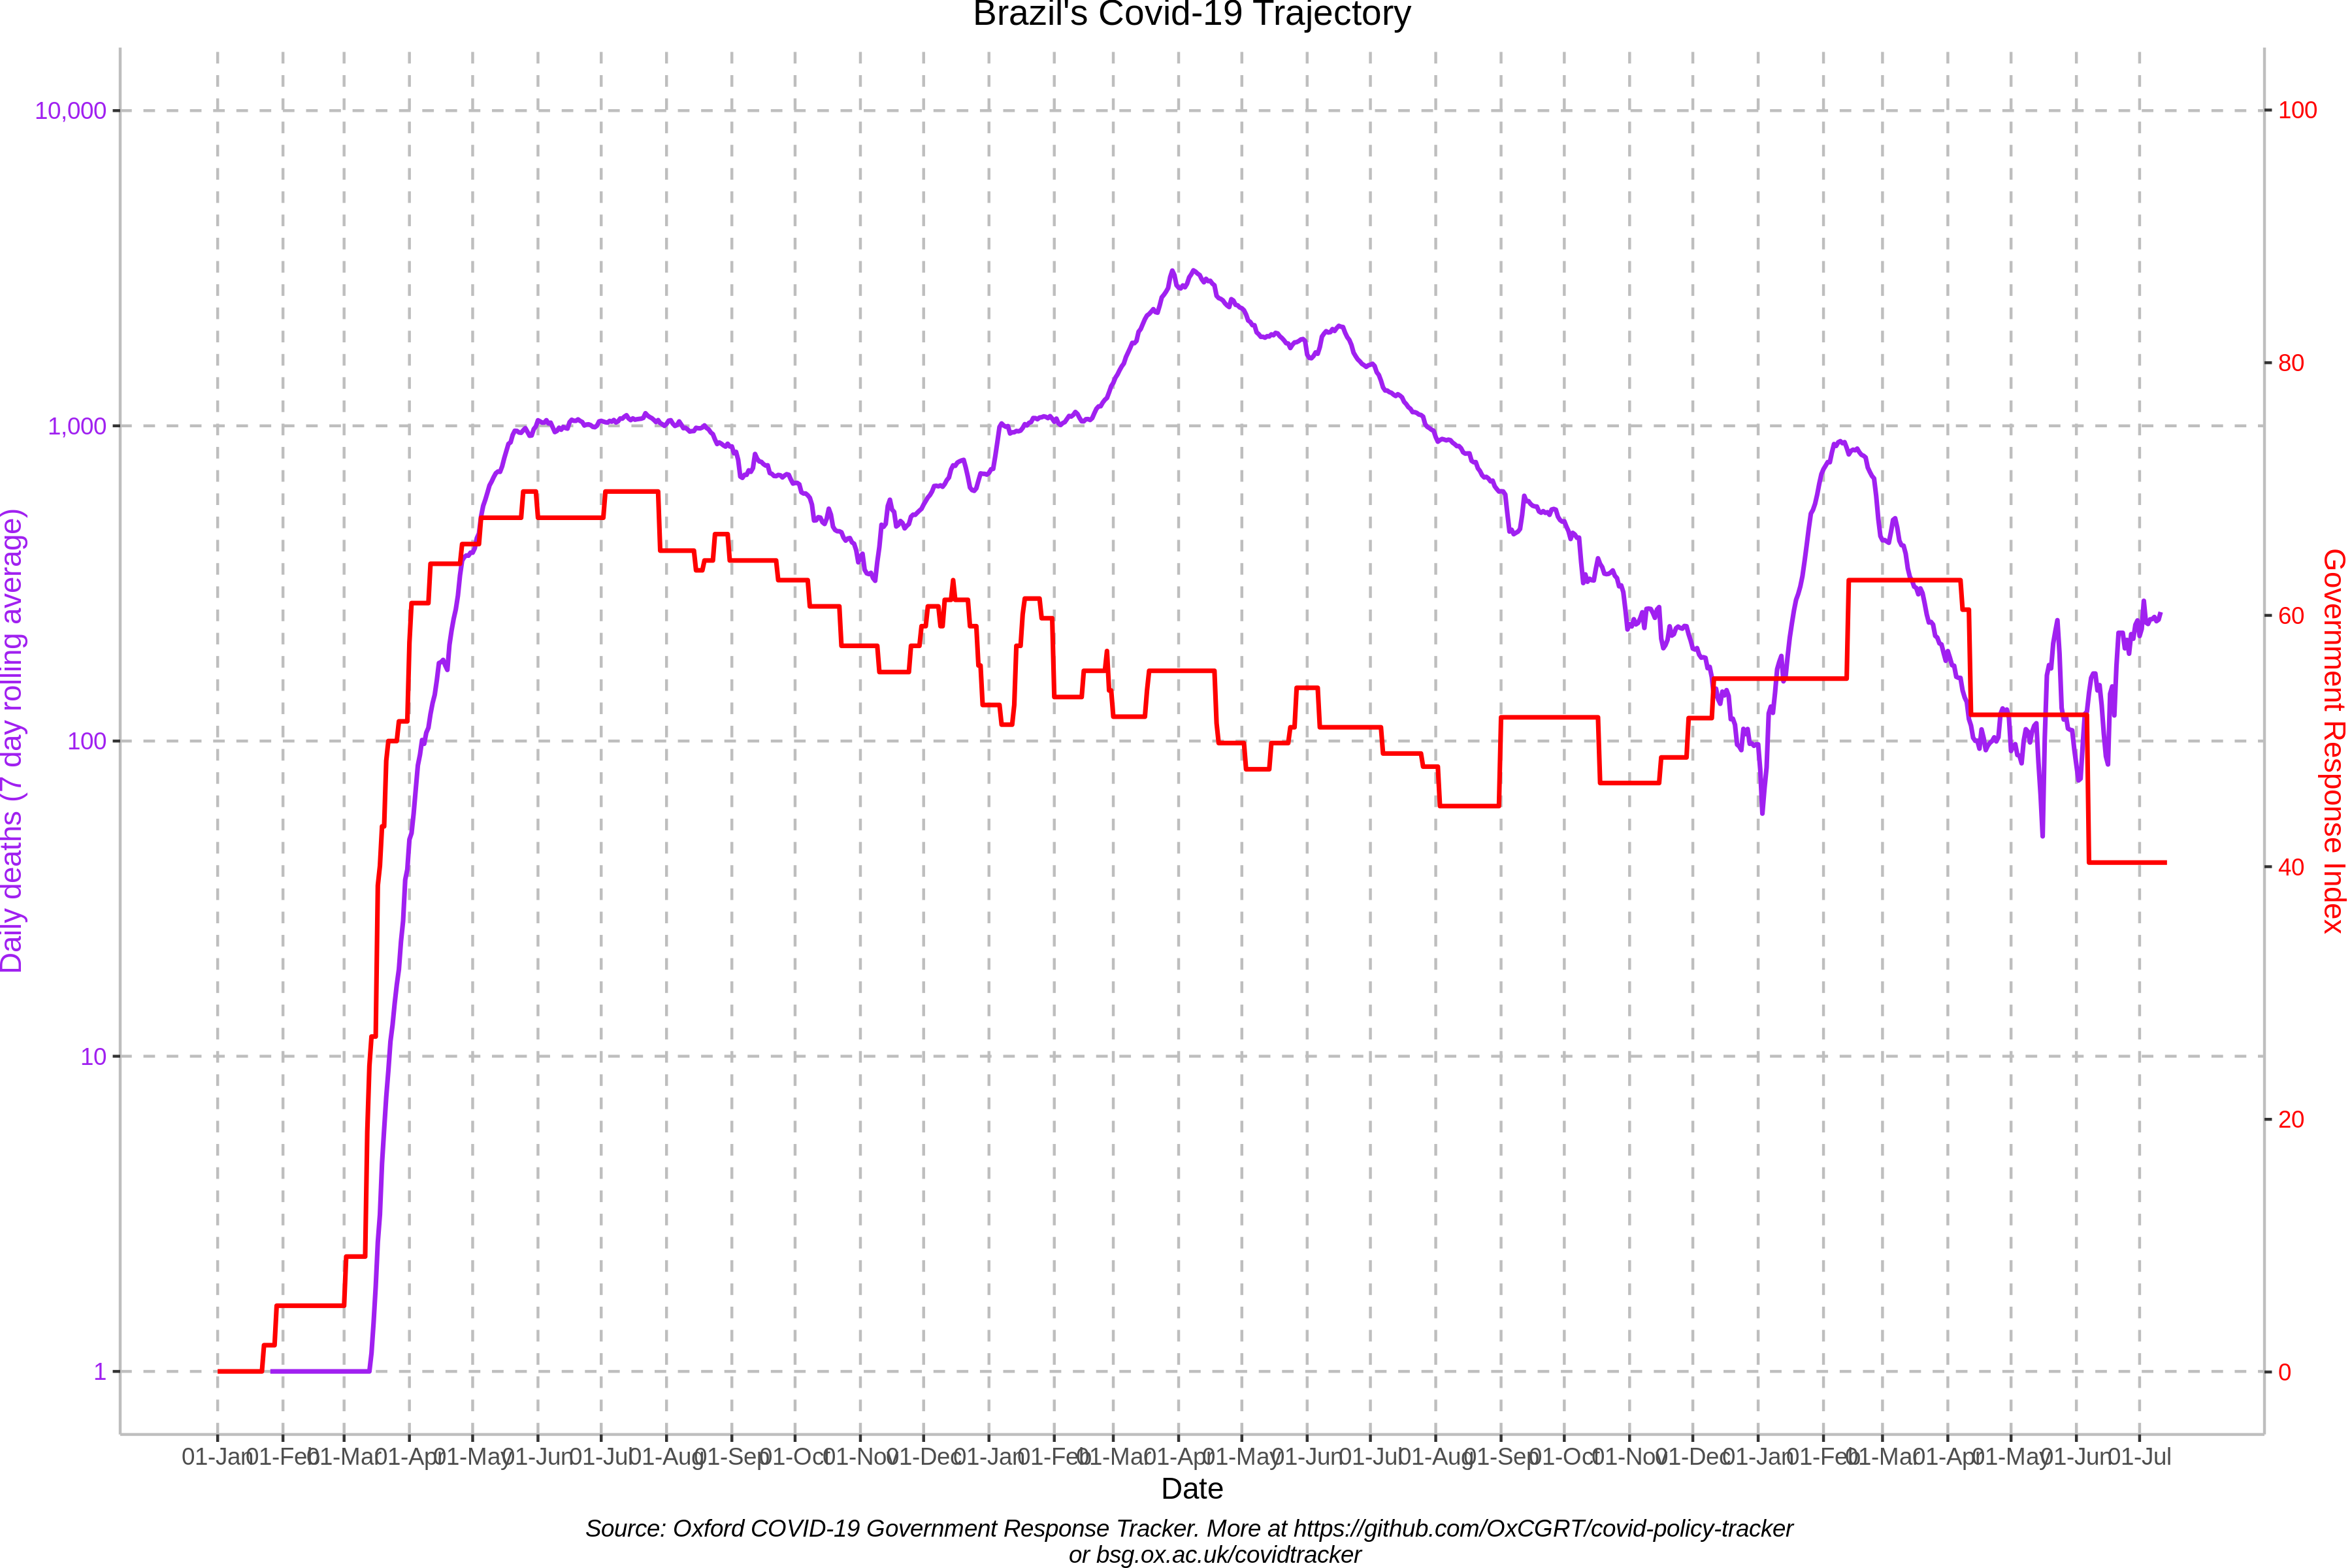 Brazil's Covid-19 Trajectory
10,000
1,000
100
10
1
Daily deaths (7 day rolling average)
100
80
60
40
20
0
Government Response Index
01-Jan 01-Feb 01-Mar 01-Apr 01-May 01-Jun 01-Jul 01-Aug 01-Sep 01-Oct 01-Nov 01-Dec 01-Jan 01-Feb 01-Mar 01-Apr 01-May 01-Jun 01-Jul 01-Aug 01-Sep 01-Oct 01-Nov 01-Dec 01-Jan 01-Feb 01-Mar 01-Apr 01-May 01-Jun 01-Jul
Date
Source: Oxford COVID-19 Government Response Tracker. More at https://github.com/OxCGRT/covid-policy-tracker
or bsg.ox.ac.uk/covidtracker